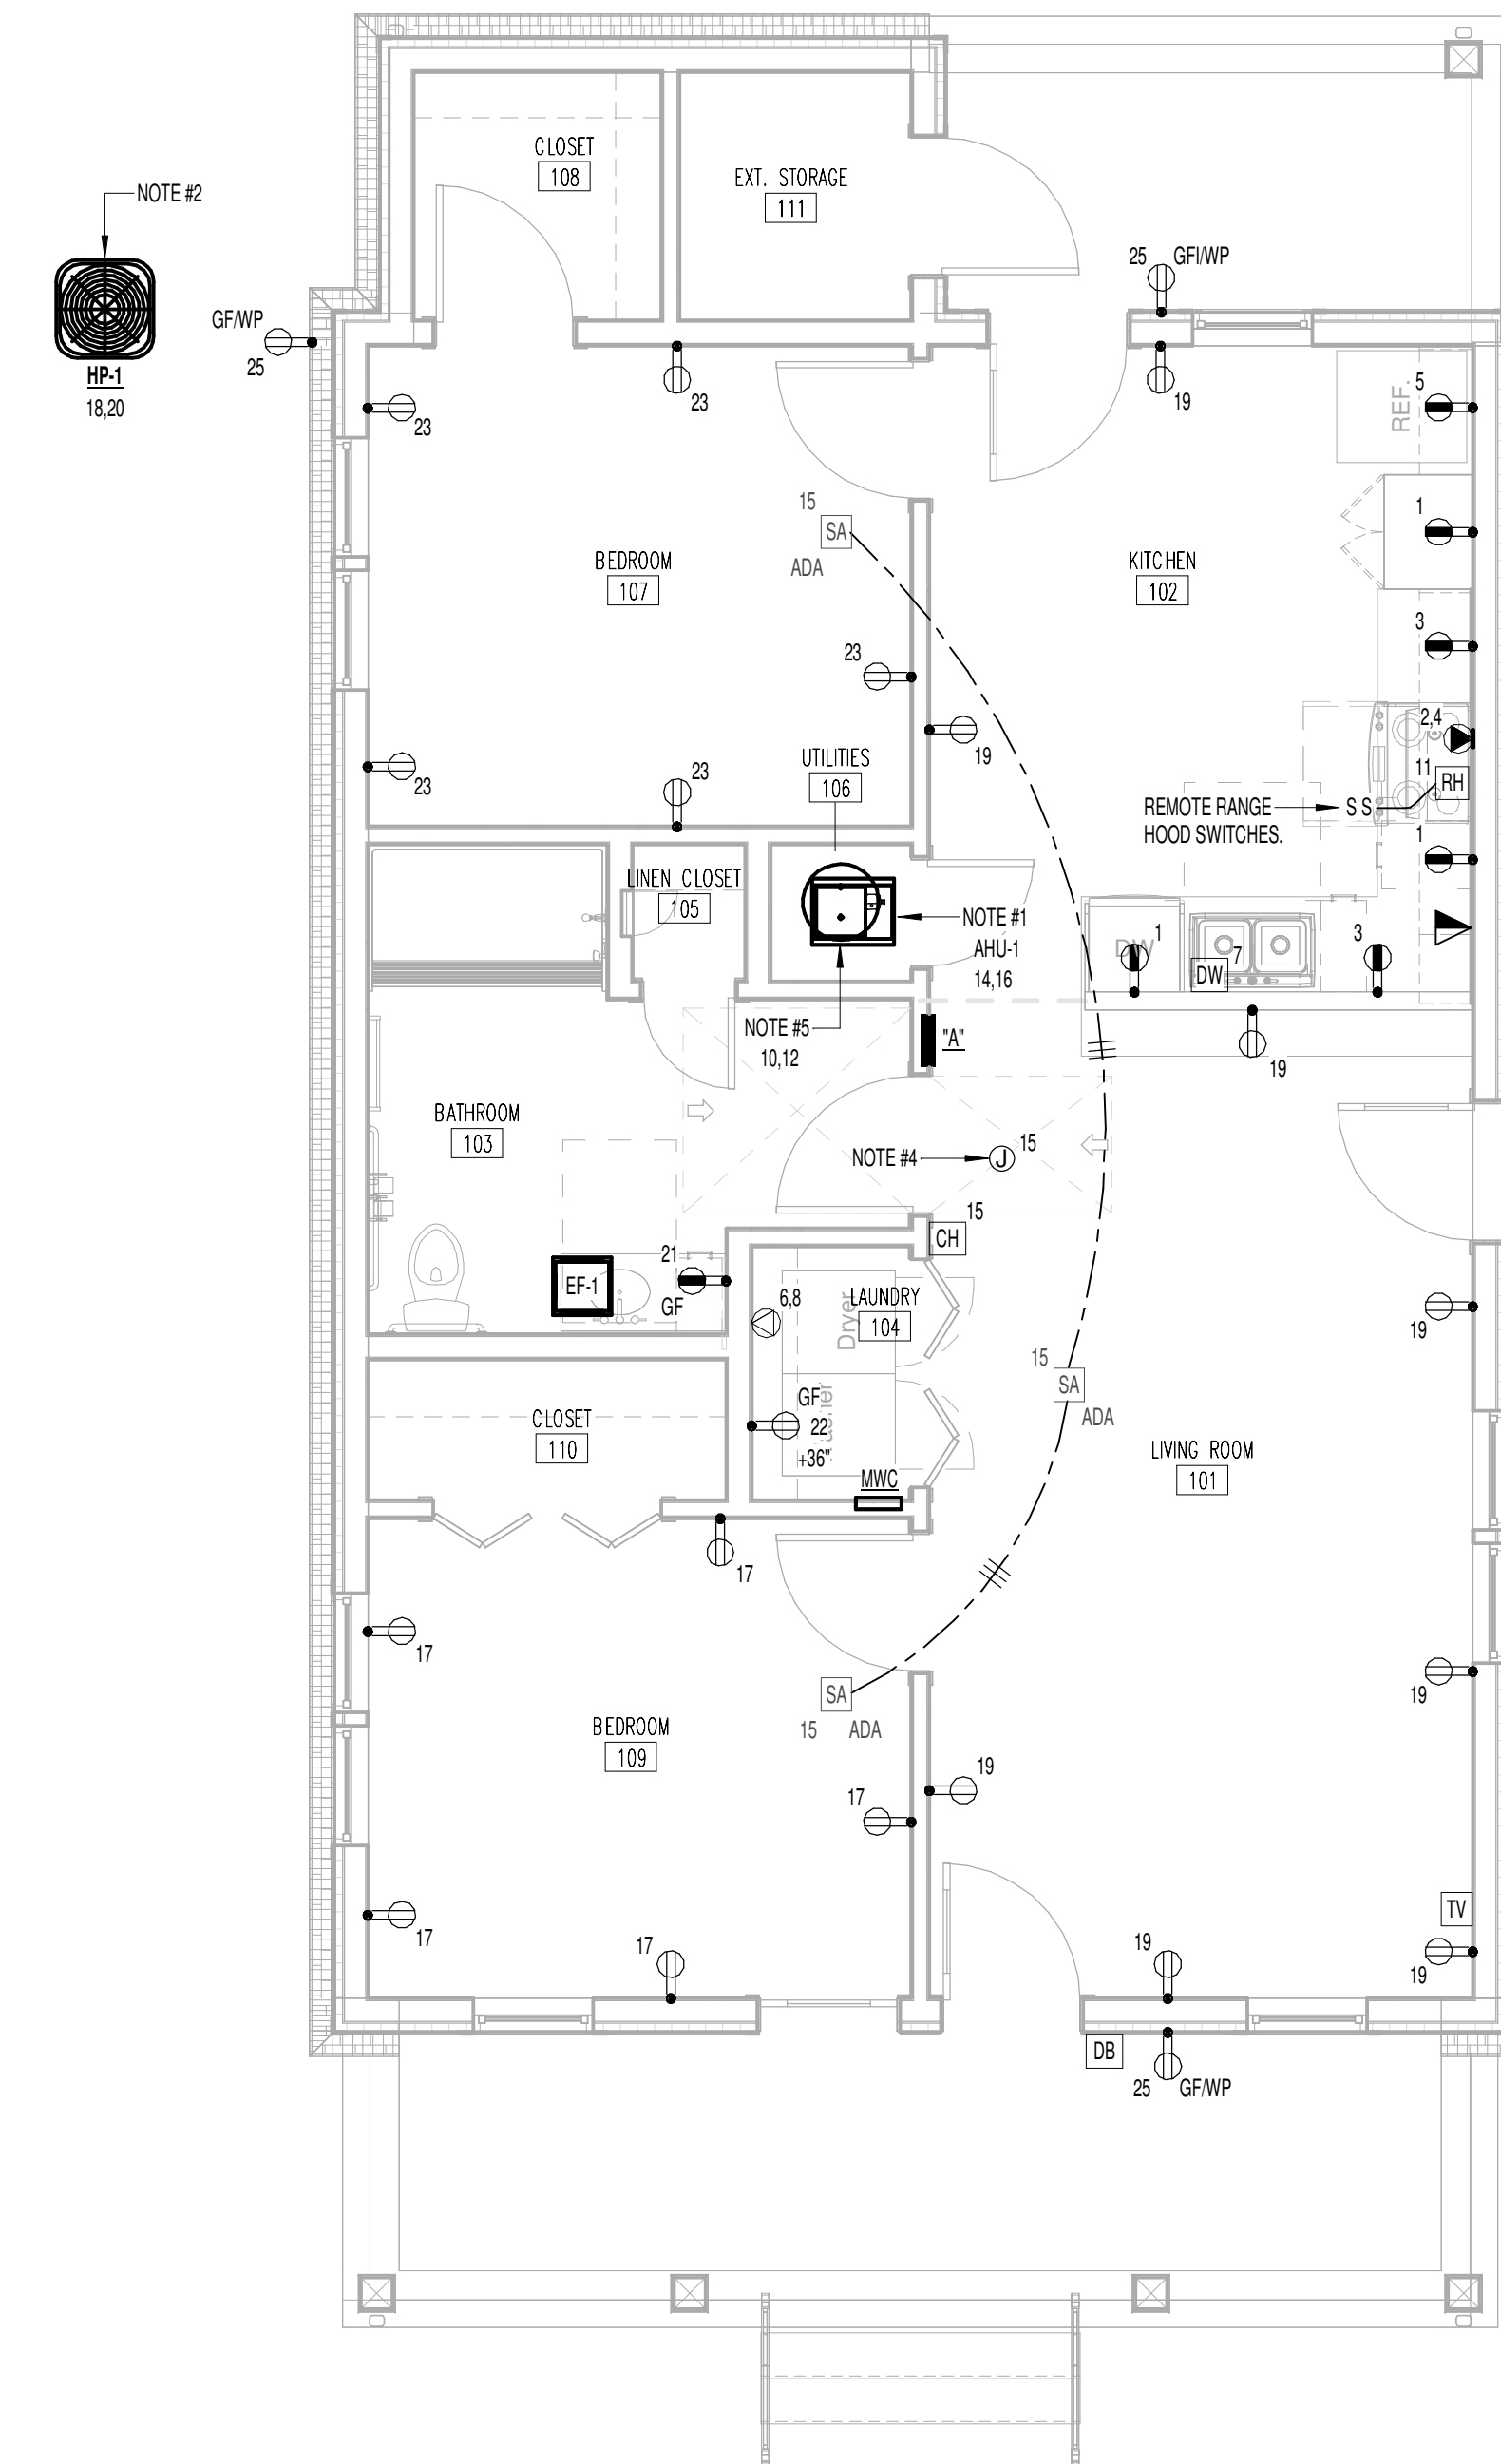 CLOSET
108
EXT. STORAGE
111
NOTE #2
HP-1
18,20
GF/WP
25
25 GFI/WP
23
23
19
REF.
5
15
SA
ADA
1
BEDROOM
107
KITCHEN
102
3
23
19
2,4
UTILITIES
106
23
23
11
RH
REMOTE RANGE
HOOD SWITCHES.
S S
1
LINEN CLOSET
105
NOTE #1
AHU-1
14,16
DW
1
7
DW
3
NOTE #5
10,12
"A"
19
BATHROOM
103
NOTE #4
J
15
15
CH
21
GF
EF-1
6,8
LAUNDRY
104
Dryer
19
15
SA
ADA
GF
22
+36"
CLOSET
110
LIVING ROOM
101
MWC
17
17
19
SA
15 ADA
BEDROOM
109
19
17
TV
17
17
19
19
DB
25 GF/WP